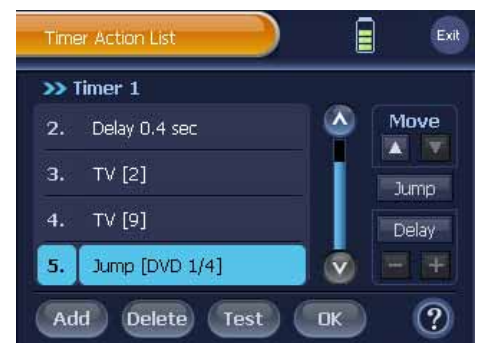 Timer Action List
Exit
>> Timer 1
2. Delay 0.4 sec
3. TV [2]
4. TV [9]
5. Jump [DVD 1/4]
Move
Jump
Delay
− +
Add Delete Test OK ?